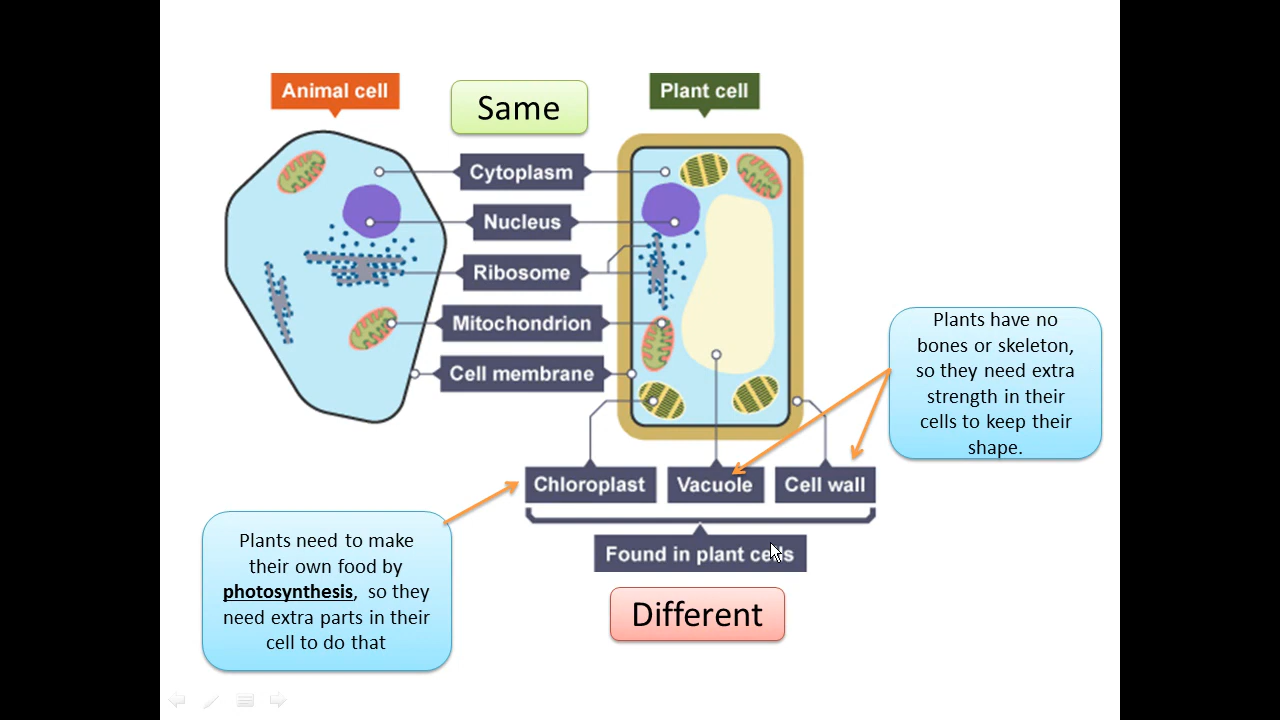 Animal cell
Same
Plant cell
Cytoplasm
Nucleus
Ribosome
Mitochondrion
Cell membrane
Plants have no
bones or skeleton,
so they need extra
strength in their
cells to keep their
shape.
Chloroplast
Vacuole
Cell wall
Found in plant cells
Plants need to make
their own food by
photosynthesis, so they
need extra parts in their
cell to do that
Different